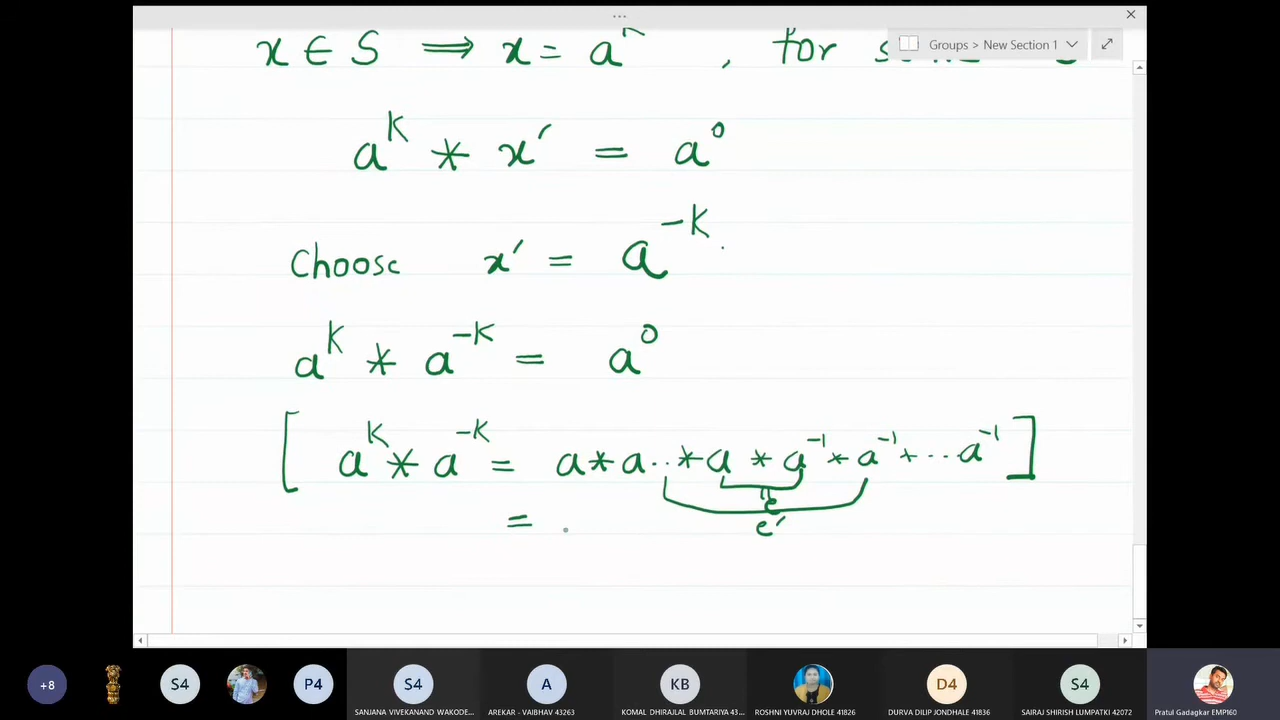 ...
Groups > New Section 1
x ∈ S ⟹ x = a^k , for
a^k * x' = a^0
Choose x' = a^-k
a^k * a^-k = a^0
[ a^k * a^-k = a * a .. * a * a^-1 * a^-1 * ... a^-1 ]
e
= e'
+8 S4 P4 S4 A KB D4 S4
SANJANA VIVEKANAND WAKODE... AREKAR - VAIBHAV 43263 KOMAL DHIRAJLAL BUMTARIYA 43... ROSHNI YUVRAJ DHOLE 41826 DURVA DILIP JONDHALE 41836 SAIRAJ SHIRISH LUMPATKI 42072 Pratul Gadagkar EMP160